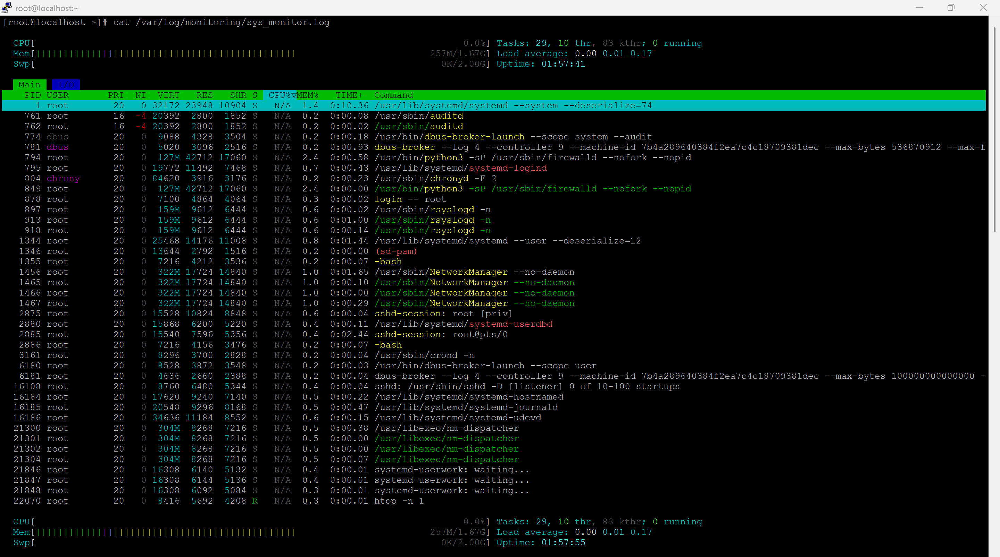 root@localhost:~
[root@localhost ~]# cat /var/log/monitoring/sys_monitor.log
CPU[ 0.0%] Tasks: 29, 10 thr, 83 kthr; 0 running
Mem[||||||||||||||||||||||||||||||||||||||||||||||| 257M/1.67G] Load average: 0.00 0.01 0.17
Swp[ 0K/2.00G] Uptime: 01:57:41
Main I/O
PID USER PRI NI VIRT RES SHR S CPU%▽MEM% TIME+ Command
1 root 20 0 32172 23948 10904 S N/A 1.4 0:10.36 /usr/lib/systemd/systemd --system --deserialize=74
761 root 16 -4 20392 2800 1852 S N/A 0.2 0:00.08 /usr/sbin/auditd
762 root 16 -4 20392 2800 1852 S N/A 0.2 0:00.02 /usr/sbin/auditd
774 dbus 20 0 9088 4328 3504 S N/A 0.2 0:00.18 /usr/bin/dbus-broker-launch --scope system --audit
781 dbus 20 0 5020 3096 2516 S N/A 0.2 0:00.93 dbus-broker --log 4 --controller 9 --machine-id 7b4a289640384f2ea7c4c18709381dec --max-bytes 536870912 --max-f
794 root 20 0 127M 42712 17060 S N/A 2.4 0:00.58 /usr/bin/python3 -sP /usr/sbin/firewalld --nofork --nopid
795 root 20 0 19772 11492 7468 S N/A 0.7 0:00.43 /usr/lib/systemd/systemd-logind
804 chrony 20 0 84620 3916 3176 S N/A 0.2 0:00.23 /usr/sbin/chronyd -F 2
849 root 20 0 127M 42712 17060 S N/A 2.4 0:00.00 /usr/bin/python3 -sP /usr/sbin/firewalld --nofork --nopid
878 root 20 0 7100 4864 4064 S N/A 0.3 0:00.02 login -- root
897 root 20 0 159M 9612 6444 S N/A 0.6 0:00.02 /usr/sbin/rsyslogd -n
913 root 20 0 159M 9612 6444 S N/A 0.6 0:01.00 /usr/sbin/rsyslogd -n
918 root 20 0 159M 9612 6444 S N/A 0.6 0:00.14 /usr/sbin/rsyslogd -n
1344 root 20 0 25468 14176 11008 S N/A 0.8 0:01.44 /usr/lib/systemd/systemd --user --deserialize=12
1346 root 20 0 13644 2792 1516 S N/A 0.2 0:00.00 (sd-pam)
1355 root 20 0 7216 4212 3536 S N/A 0.2 0:00.07 -bash
1456 root 20 0 322M 17724 14840 S N/A 1.0 0:01.65 /usr/sbin/NetworkManager --no-daemon
1465 root 20 0 322M 17724 14840 S N/A 1.0 0:00.10 /usr/sbin/NetworkManager --no-daemon
1466 root 20 0 322M 17724 14840 S N/A 1.0 0:00.00 /usr/sbin/NetworkManager --no-daemon
1467 root 20 0 322M 17724 14840 S N/A 1.0 0:00.29 /usr/sbin/NetworkManager --no-daemon
2875 root 20 0 15528 10824 8848 S N/A 0.6 0:00.04 sshd-session: root [priv]
2880 root 20 0 15868 6200 5220 S N/A 0.4 0:00.11 /usr/lib/systemd/systemd-userdbd
2885 root 20 0 15540 7596 5356 S N/A 0.4 0:02.44 sshd-session: root@pts/0
2886 root 20 0 7216 4156 3476 S N/A 0.2 0:00.07 -bash
3161 root 20 0 8296 3700 2828 S N/A 0.2 0:00.04 /usr/sbin/crond -n
6180 root 20 0 8528 3872 3548 S N/A 0.2 0:00.03 /usr/bin/dbus-broker-launch --scope user
6181 root 20 0 4636 2660 2388 S N/A 0.2 0:00.04 dbus-broker --log 4 --controller 9 --machine-id 7b4a289640384f2ea7c4c18709381dec --max-bytes 100000000000000 -
16108 root 20 0 8760 6480 5344 S N/A 0.4 0:00.04 sshd: /usr/sbin/sshd -D [listener] 0 of 10-100 startups
16184 root 20 0 17620 9240 7140 S N/A 0.5 0:00.22 /usr/lib/systemd/systemd-hostnamed
16185 root 20 0 20548 9296 8168 S N/A 0.5 0:00.47 /usr/lib/systemd/systemd-journald
16186 root 20 0 34636 11184 8552 S N/A 0.6 0:00.15 /usr/lib/systemd/systemd-udevd
21300 root 20 0 304M 8268 7216 S N/A 0.5 0:00.38 /usr/libexec/nm-dispatcher
21301 root 20 0 304M 8268 7216 S N/A 0.5 0:00.00 /usr/libexec/nm-dispatcher
21302 root 20 0 304M 8268 7216 S N/A 0.5 0:00.00 /usr/libexec/nm-dispatcher
21304 root 20 0 304M 8268 7216 S N/A 0.5 0:00.07 /usr/libexec/nm-dispatcher
21846 root 20 0 16308 6140 5132 S N/A 0.4 0:00.01 systemd-userwork: waiting...
21847 root 20 0 16308 6144 5136 S N/A 0.4 0:00.01 systemd-userwork: waiting...
21848 root 20 0 16308 6092 5084 S N/A 0.3 0:00.01 systemd-userwork: waiting...
22070 root 20 0 8416 5692 4208 R N/A 0.3 0:00.01 htop -n 1
CPU[ 0.0%] Tasks: 29, 10 thr, 83 kthr; 0 running
Mem[||||||||||||||||||||||||||||||||||||||||||||||| 257M/1.67G] Load average: 0.00 0.01 0.17
Swp[ 0K/2.00G] Uptime: 01:57:55